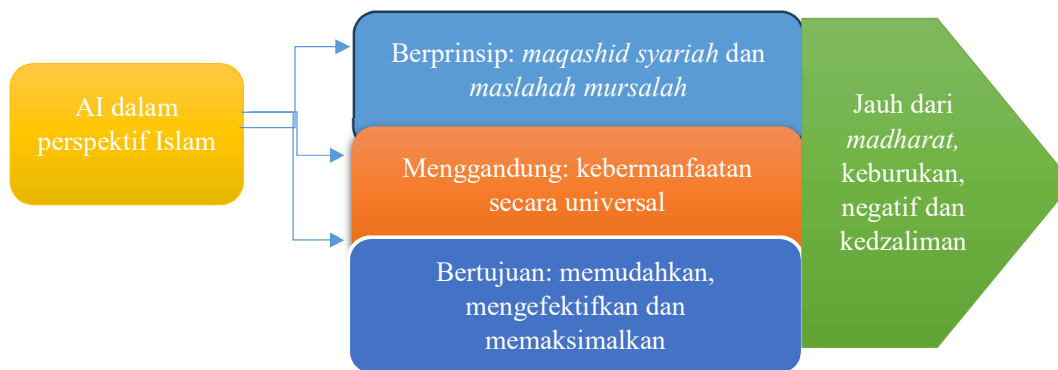 AI dalam
perspektif Islam
Berprinsip: maqashid syariah dan
maslahah mursalah
Menggandung: kebermanfaatan
secara universal
Bertujuan: memudahkan,
mengefektifkan dan
memaksimalkan
Jauh dari
madharat,
keburukan,
negatif dan
kedzaliman